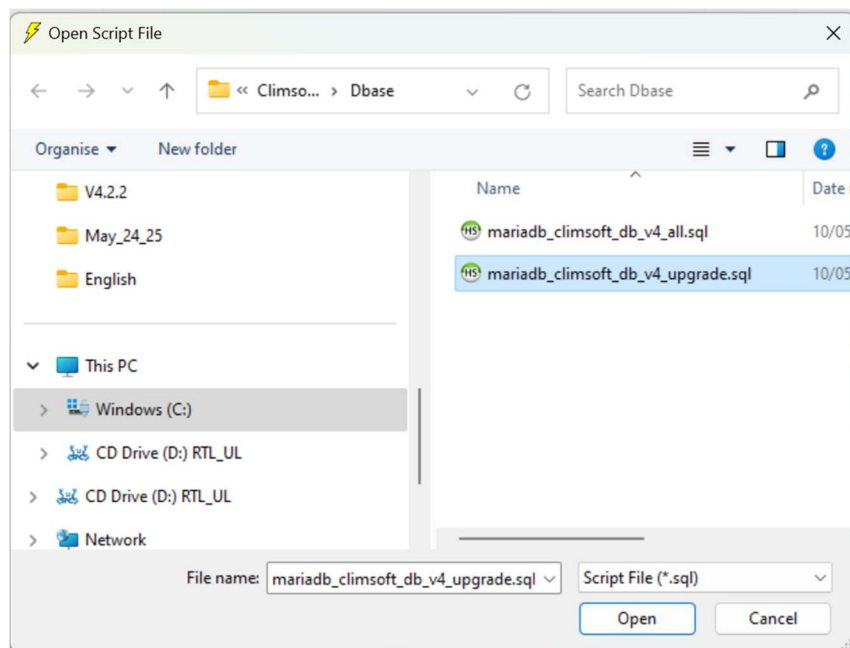 Open Script File
« Climso... › Dbase
Search Dbase
Organise
New folder
V4.2.2
May_24_25
English
This PC
Windows (C:)
CD Drive (D:) RTL_UL
CD Drive (D:) RTL_UL
Network
Name
Date
HS mariadb_climsoft_db_v4_all.sql
10/05
HS mariadb_climsoft_db_v4_upgrade.sql
10/05
File name: mariadb_climsoft_db_v4_upgrade.sql
Script File (*.sql)
Open
Cancel